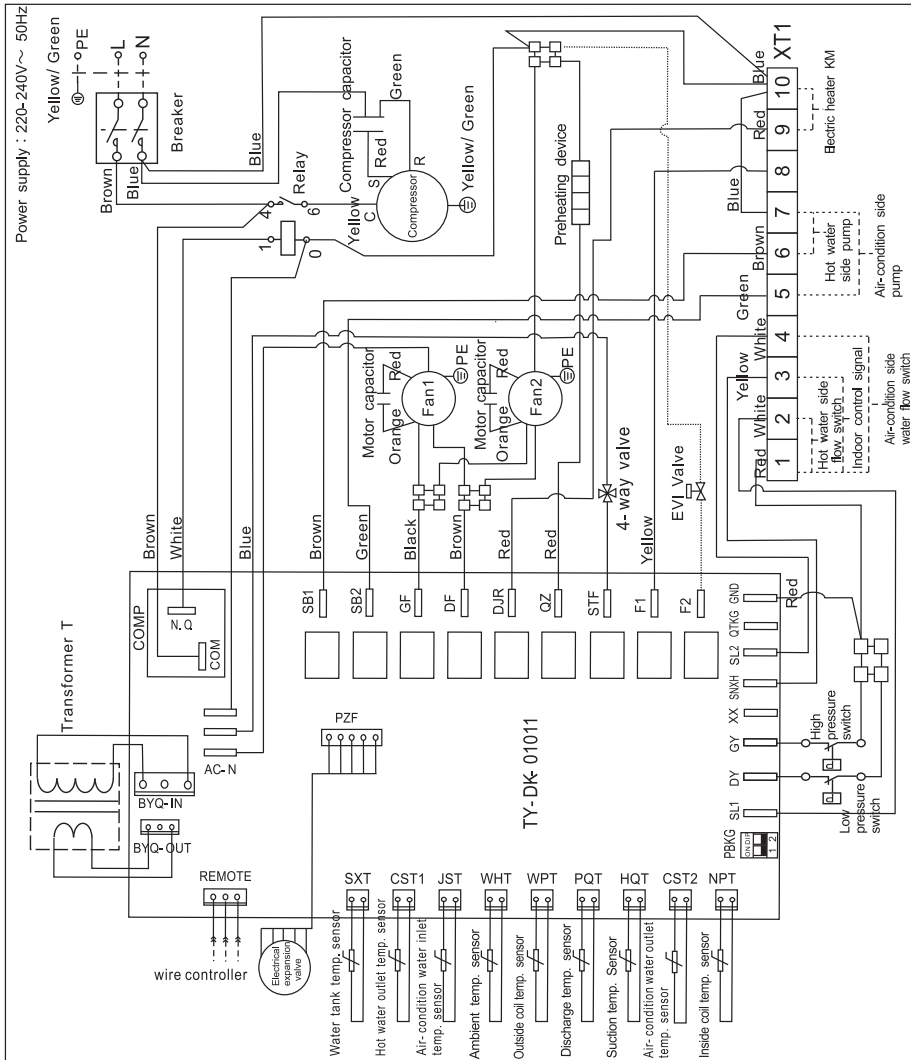 Power supply : 220-240V～ 50Hz
Yellow/ Green
PE
L
N
Breaker
Brown
Blue
Blue
Compressor capacitor
Green
Red
S
R
C
Compressor
Yellow/ Green
Relay
4
6
1
0
Yellow
Preheating device
Motor capacitor
Red
Orange
Fan1
PE
Motor capacitor
Red
Orange
Fan2
PE
4- way valve
EVI Valve
Transformer T
COMP
N.Q
COM
Brown
White
Blue
Brown
Green
Black
Brown
Red
Red
Yellow
SB1
SB2
GF
DF
DJR
QZ
STF
F1
F2
BYQ-IN
BYQ-OUT
AC-N
PZF
TY-DK-01011
REMOTE
wire controller
Electrical
expansion
valve
SXT
CST1
JST
WHT
WPT
PQT
HQT
CST2
NPT
Water tank temp. sensor
Hot water outlet temp. sensor
Air- condition water inlet
temp. sensor
Ambient temp. sensor
Outside coil temp. sensor
Discharge temp. sensor
Suction temp. Sensor
Air-condition water outlet
temp. sensor
Inside coil temp. sensor
PBKG
ON DIP
1 2
SL1
DY
GY
XX
SNXH
SL2
QTKG
GND
Red
High
pressure
switch
Low
pressure
switch
XT1
Red
White
Yellow
White
Green
Brown
Blue
Red
Blue
1
2
3
4
5
6
7
8
9
10
Hot water side
flow switch
Indoor control signal
Air-condition side
water flow switch
Hot water
side pump
Air-condition side
pump
Electric heater KM